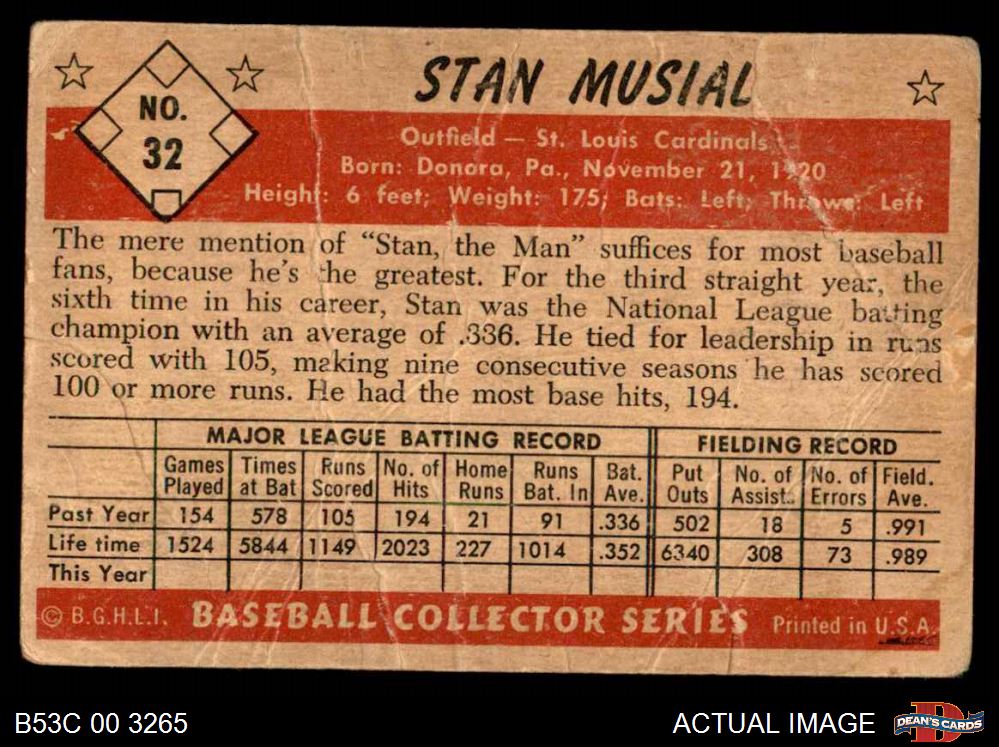 STAN MUSIAL
NO.
32
Outfield — St. Louis Cardinals
Born: Donora, Pa., November 21, 1920
Height: 6 feet; Weight: 175; Bats: Left; Throws: Left
The mere mention of “Stan, the Man” suffices for most baseball
fans, because he’s the greatest. For the third straight year, the
sixth time in his career, Stan was the National League batting
champion with an average of .336. He tied for leadership in runs
scored with 105, making nine consecutive seasons he has scored
100 or more runs. He had the most base hits, 194.
MAJOR LEAGUE BATTING RECORD FIELDING RECORD
Games Times Runs No. of Home Runs Bat. Put No. of No. of Field.
Played at Bat Scored Hits Runs Bat. In Ave. Outs Assist. Errors Ave.
Past Year 154 578 105 194 21 91 .336 502 18 5 .991
Life time 1524 5844 1149 2023 227 1014 .352 6340 308 73 .989
This Year
© B.G.H.L.I. BASEBALL COLLECTOR SERIES Printed in U.S.A.
B53C 00 3265 ACTUAL IMAGE DEAN'S CARDS